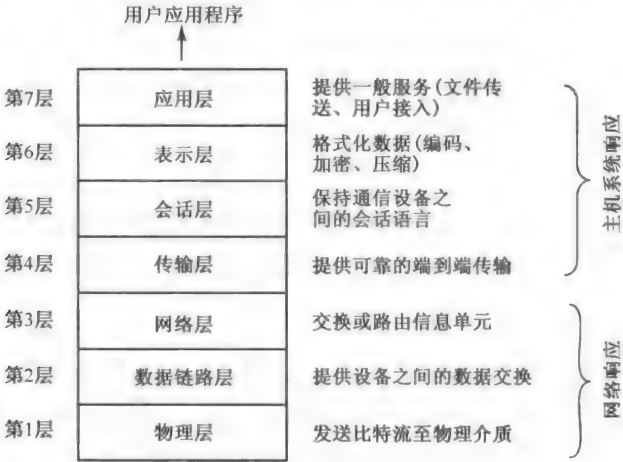 用户应用程序
第7层
应用层
提供一般服务(文件传
送、用户接入)
第6层
表示层
格式化数据(编码、
加密、压缩)
第5层
会话层
保持通信设备之
间的会话语言
第4层
传输层
提供可靠的端到端传输
主机系统响应
第3层
网络层
交换或路由信息单元
第2层
数据链路层
提供设备之间的数据交换
第1层
物理层
发送比特流至物理介质
网络响应